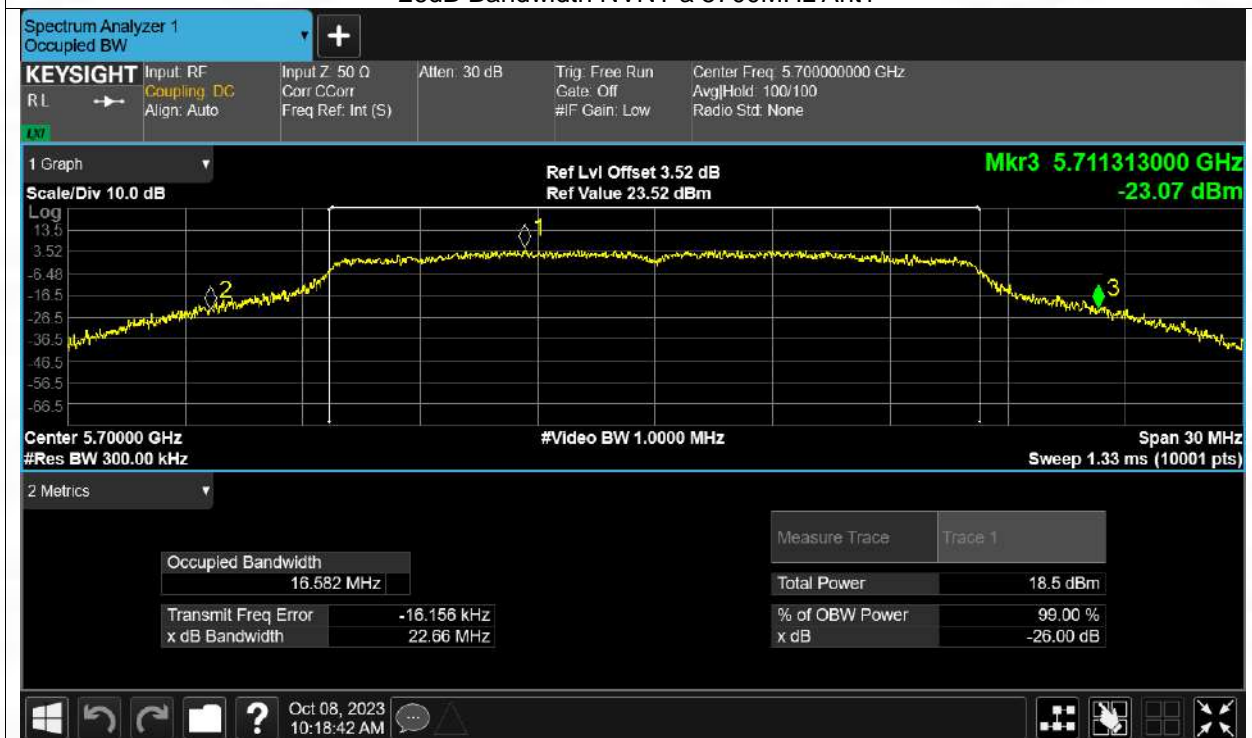 Spectrum Analyzer 1
Occupied BW
KEYSIGHT Input: RF Input Z: 50 Ω Atten: 30 dB Trig: Free Run Center Freq: 5.700000000 GHz
RL Coupling: DC Corr CCorr Gate: Off Avg|Hold: 100/100
Align: Auto Freq Ref: Int (S) #IF Gain: Low Radio Std: None
LXI
1 Graph Ref Lvl Offset 3.52 dB Mkr3 5.711313000 GHz
Scale/Div 10.0 dB Ref Value 23.52 dBm -23.07 dBm
Log
13.5
3.52
-6.48
-16.5
-26.5
-36.5
-46.5
-56.5
-66.5
1
2
3
Center 5.70000 GHz #Video BW 1.0000 MHz Span 30 MHz
#Res BW 300.00 kHz Sweep 1.33 ms (10001 pts)
2 Metrics
Measure Trace Trace 1
Occupied Bandwidth
16.582 MHz Total Power 18.5 dBm
Transmit Freq Error -16.156 kHz % of OBW Power 99.00 %
x dB Bandwidth 22.66 MHz x dB -26.00 dB
? Oct 08, 2023
10:18:42 AM